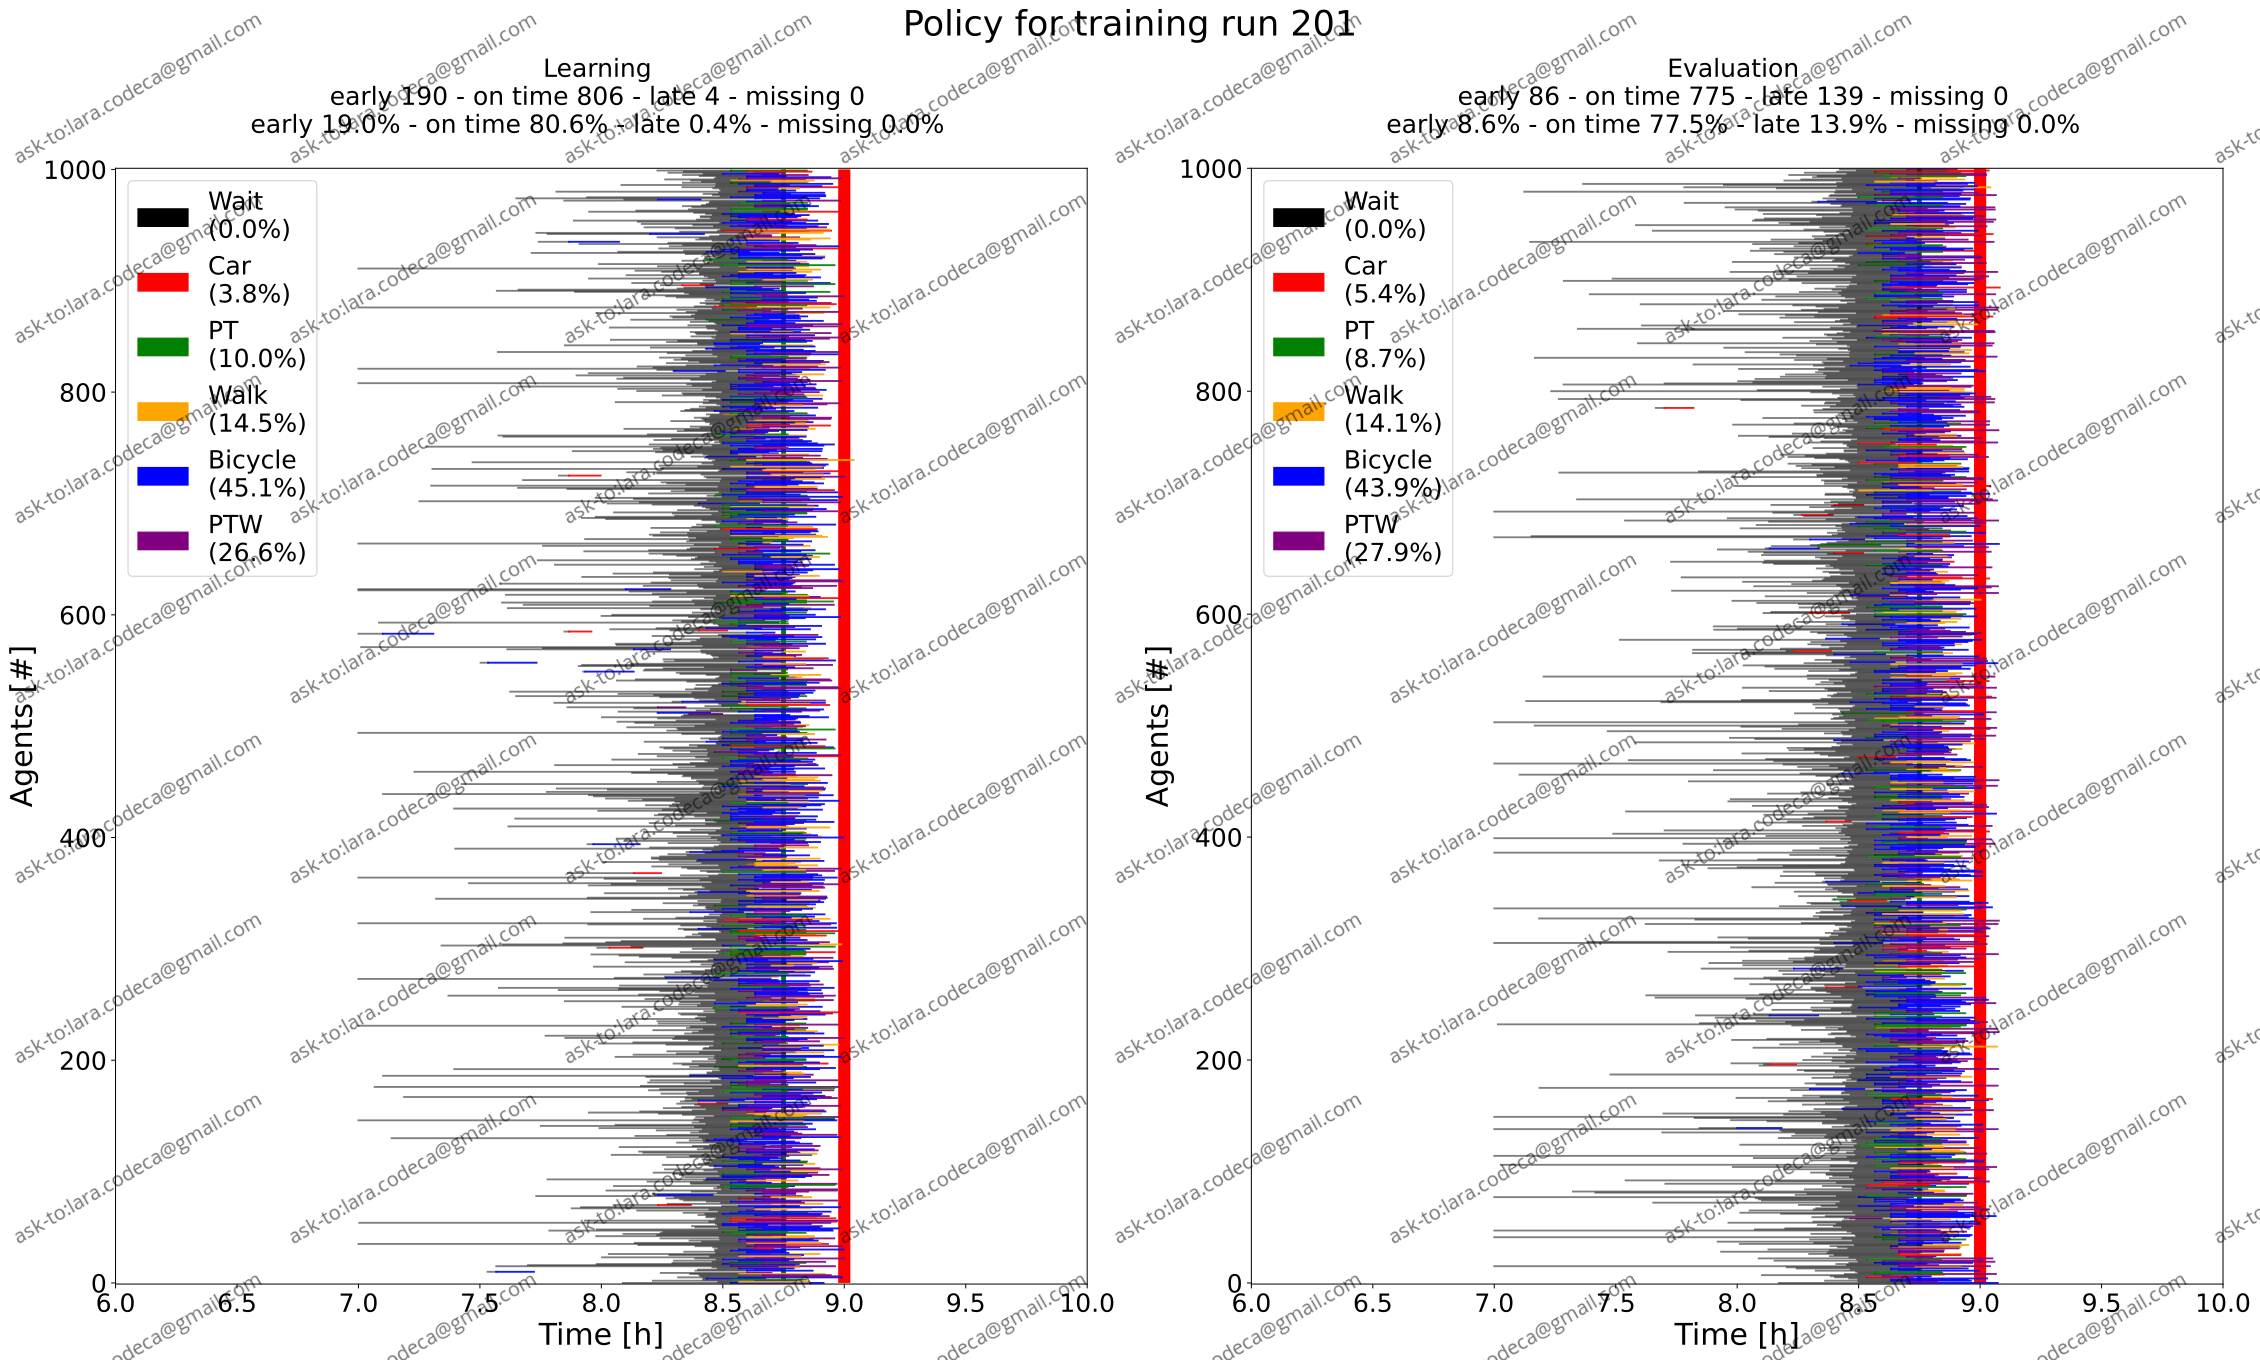 Policy for training run 201
Learning
early 190 - on time 806 - late 4 - missing 0
early 19.0% - on time 80.6% - late 0.4% - missing 0.0%
1000
800
600
400
200
0
Agents [#]
Wait
(0.0%)
Car
(3.8%)
PT
(10.0%)
Walk
(14.5%)
Bicycle
(45.1%)
PTW
(26.6%)
6.0 6.5 7.0 7.5 8.0 8.5 9.0 9.5 10.0
Time [h]
Evaluation
early 86 - on time 775 - late 139 - missing 0
early 8.6% - on time 77.5% - late 13.9% - missing 0.0%
1000
800
600
400
200
0
Agents [#]
Wait
(0.0%)
Car
(5.4%)
PT
(8.7%)
Walk
(14.1%)
Bicycle
(43.9%)
PTW
(27.9%)
6.0 6.5 7.0 7.5 8.0 8.5 9.0 9.5 10.0
Time [h]
ask-to:lara.codeca@gmail.com